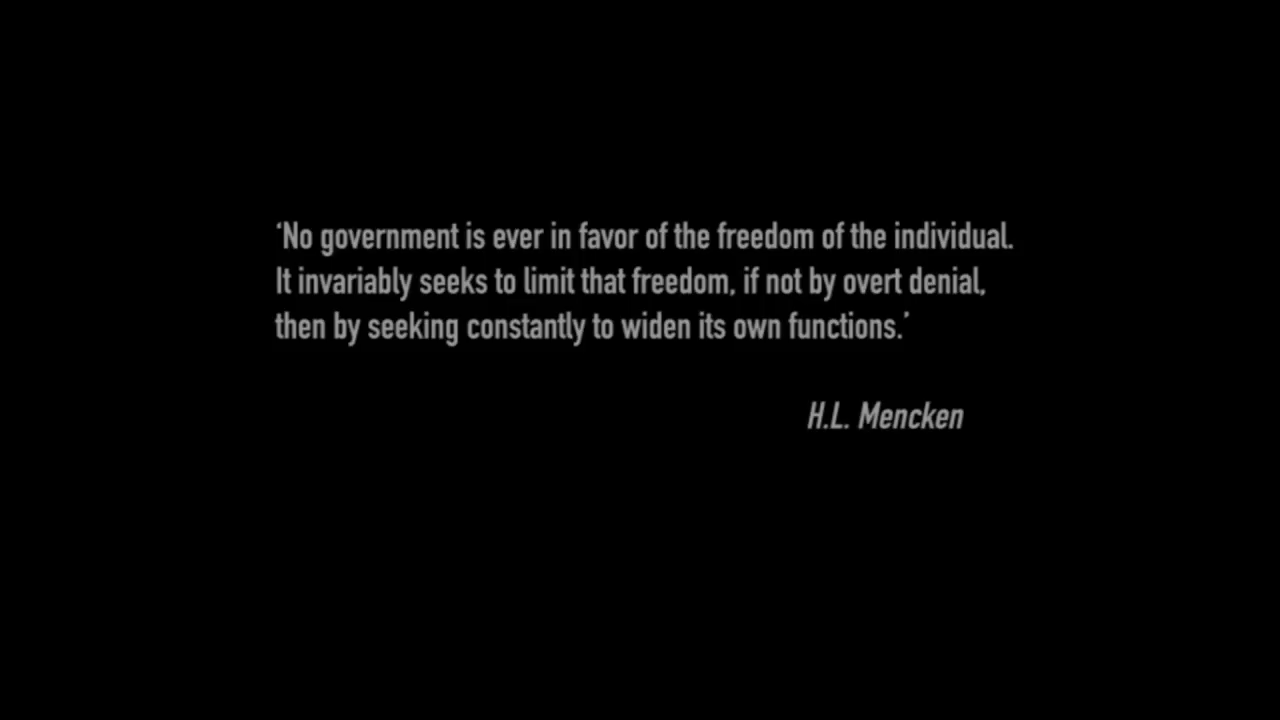 ‘No government is ever in favor of the freedom of the individual.
It invariably seeks to limit that freedom, if not by overt denial,
then by seeking constantly to widen its own functions.’
H.L. Mencken